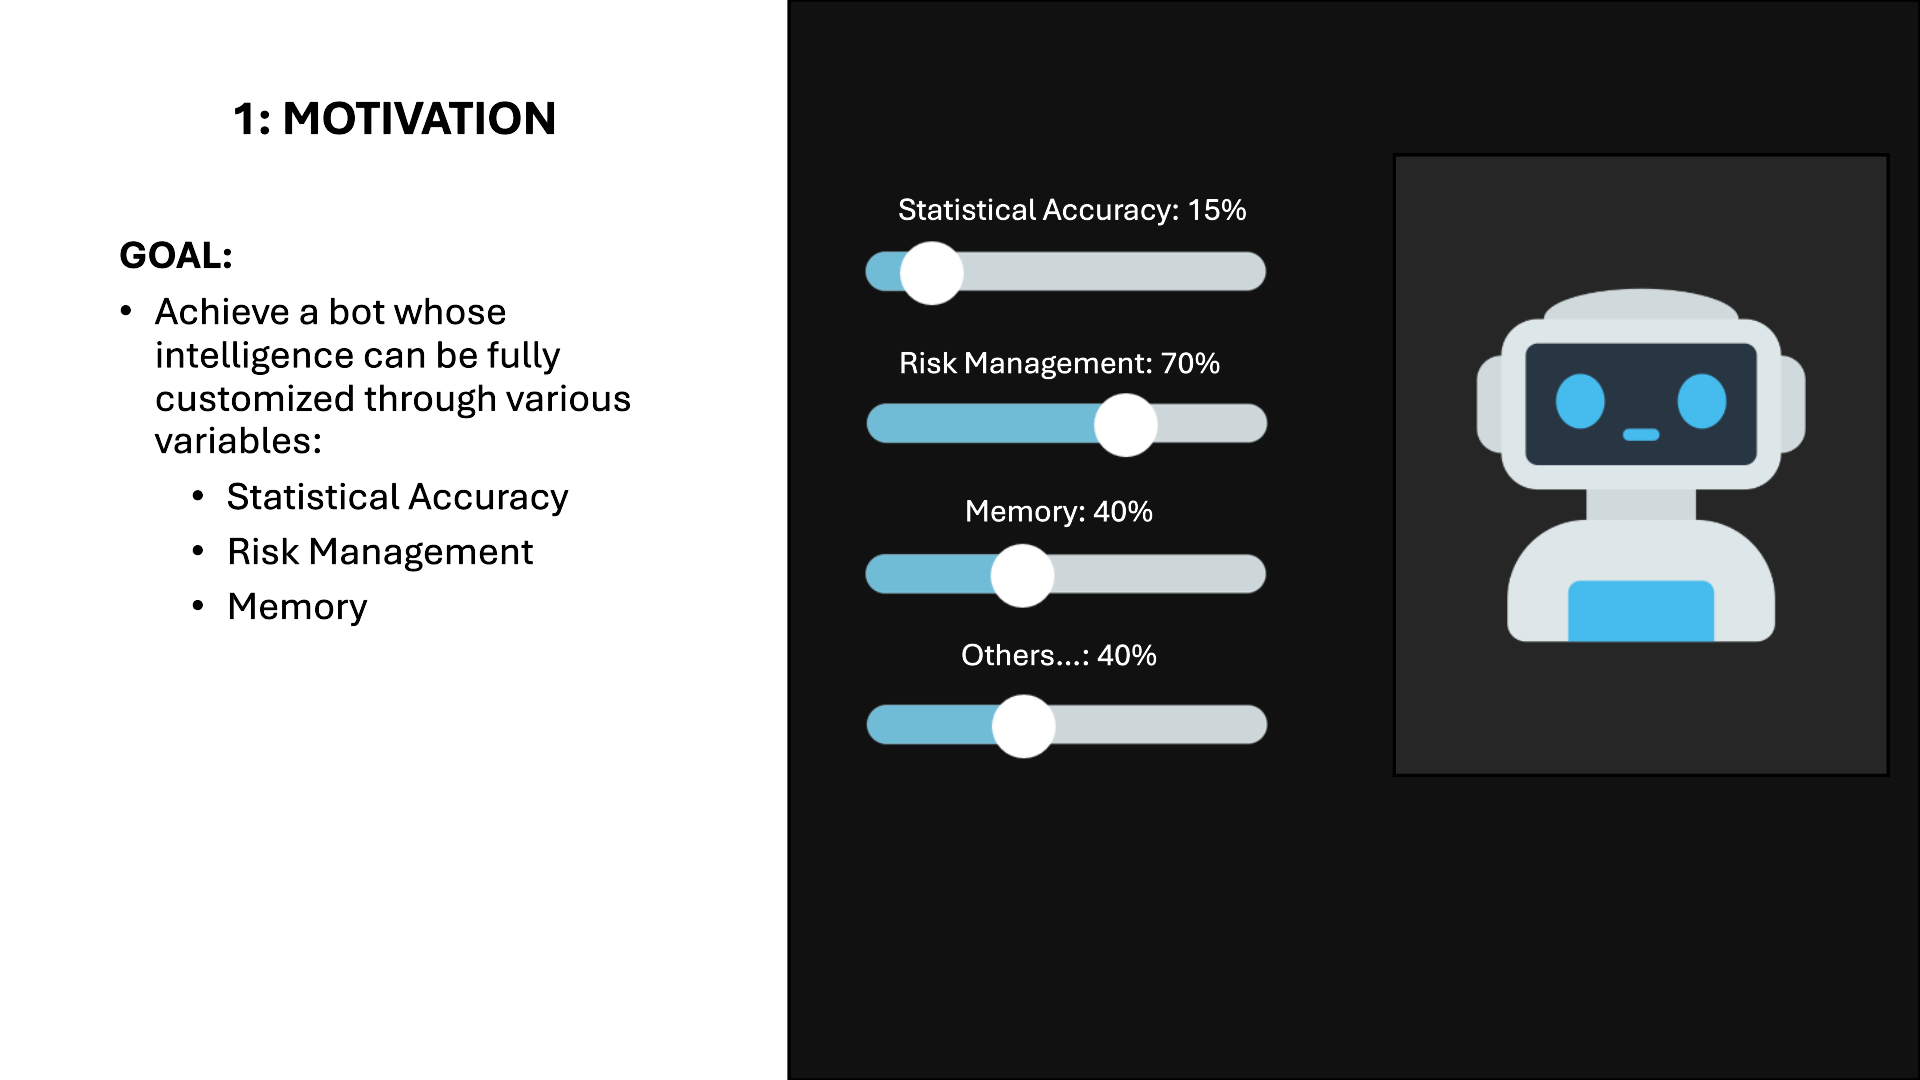 1: MOTIVATION
GOAL:
• Achieve a bot whose
intelligence can be fully
customized through various
variables:
• Statistical Accuracy
• Risk Management
• Memory
Statistical Accuracy: 15%
Risk Management: 70%
Memory: 40%
Others...: 40%